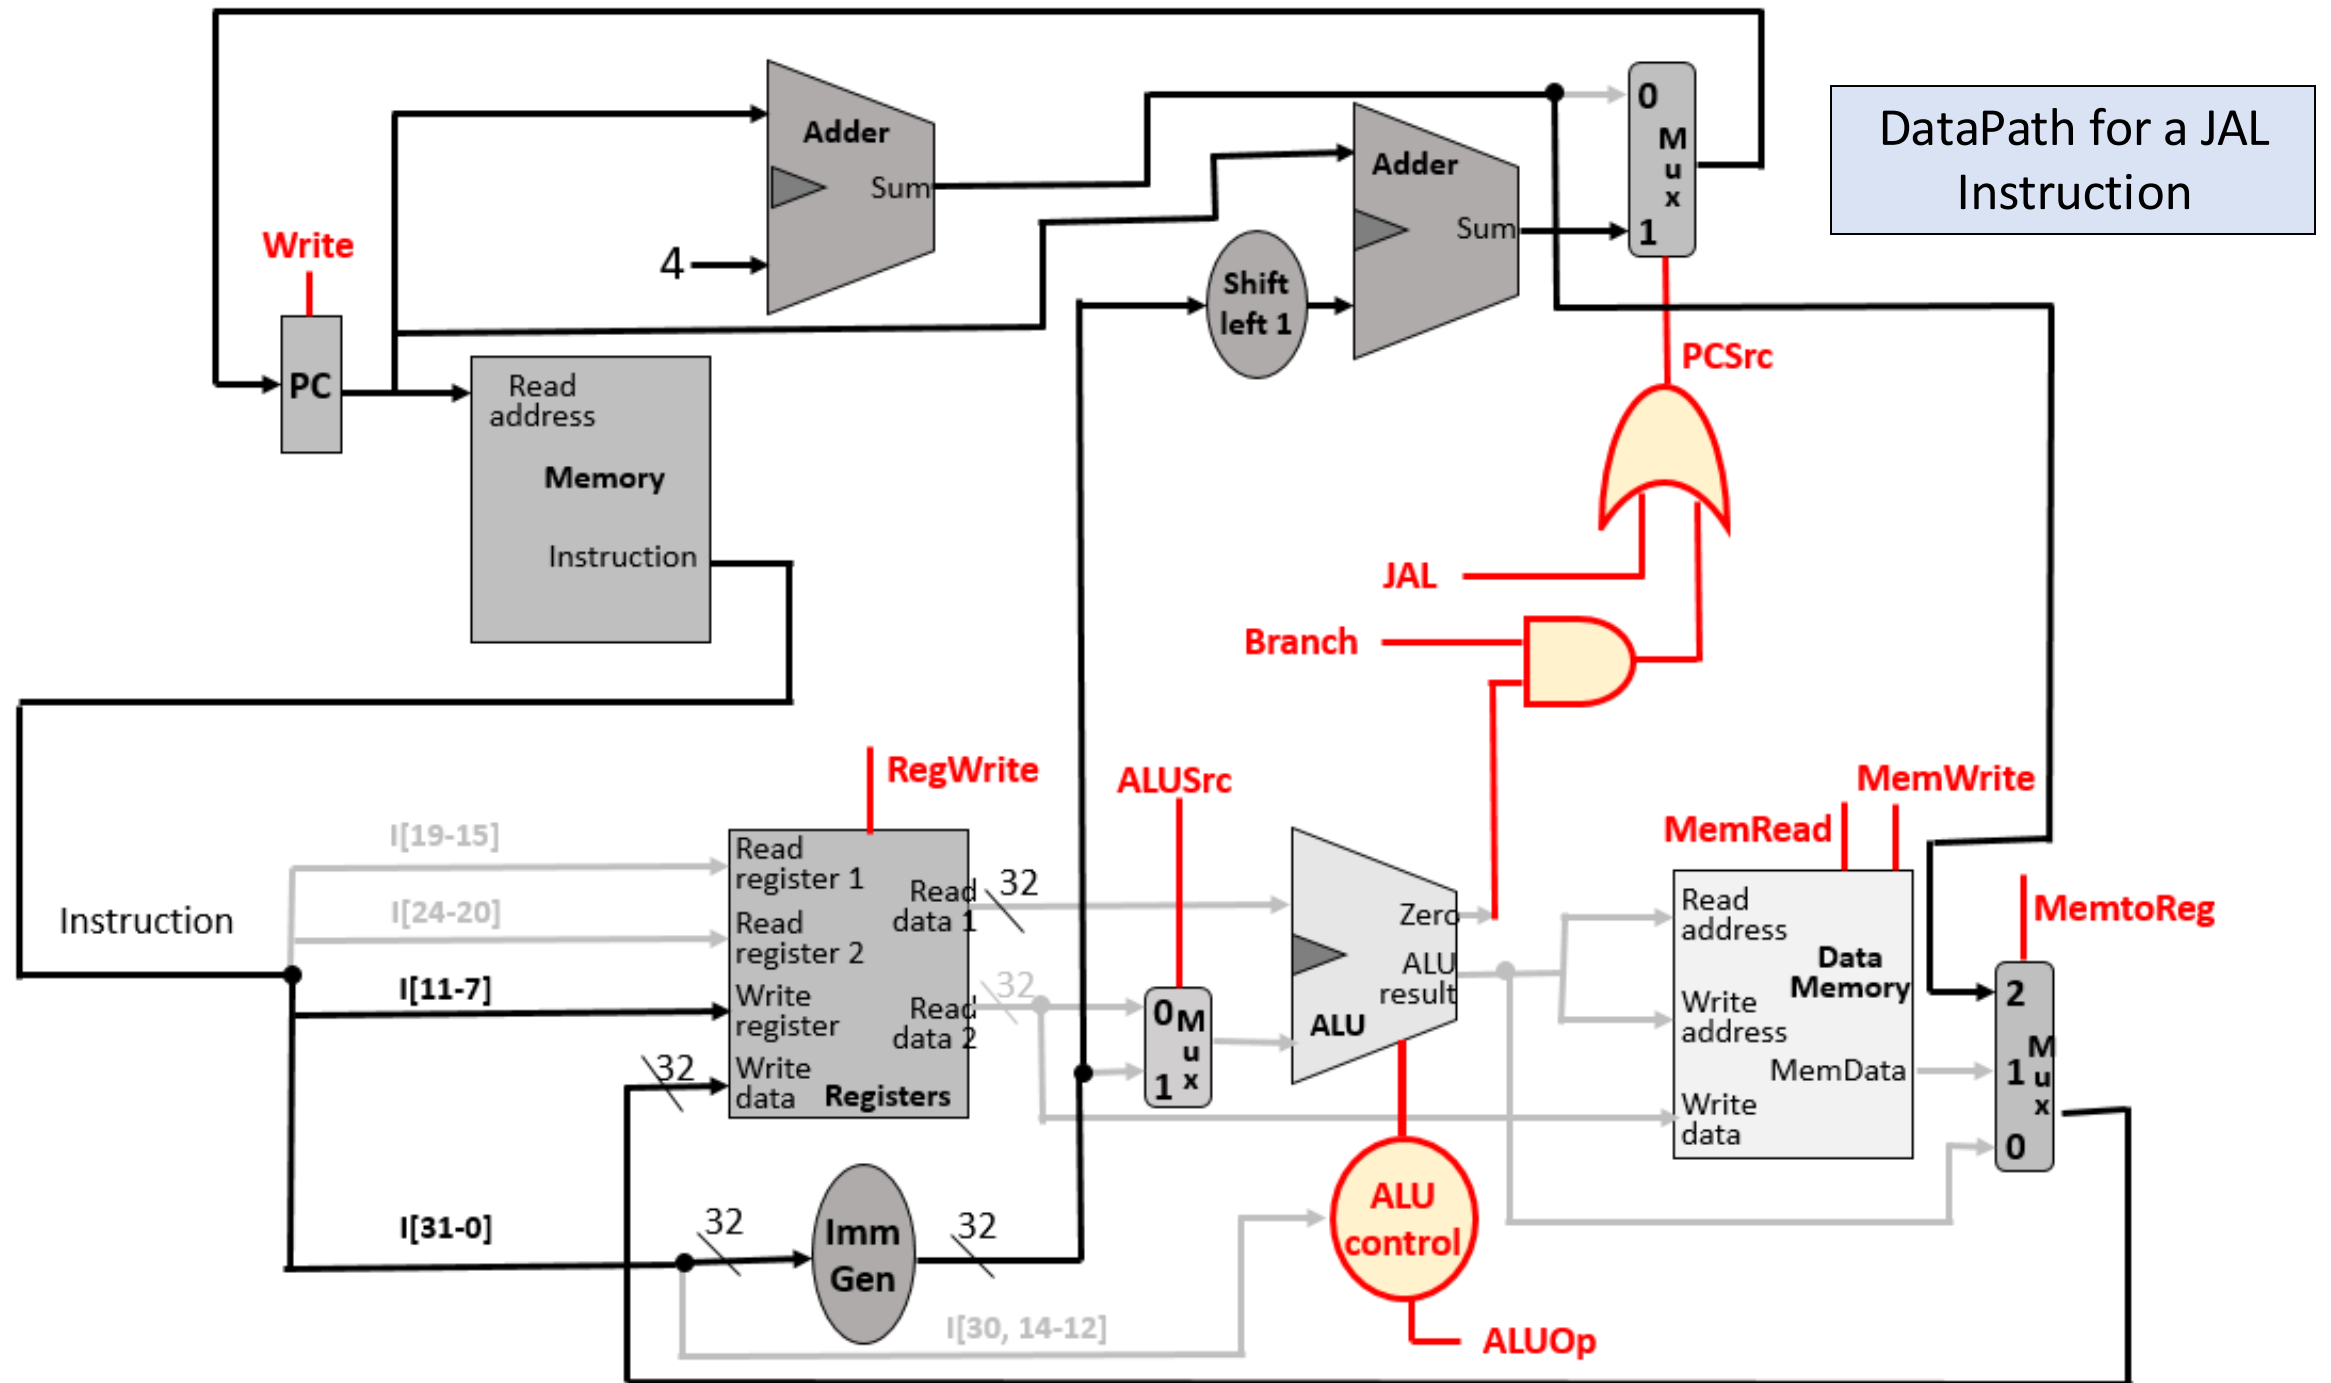 DataPath for a JAL
Instruction
Adder
Sum
4
Adder
Sum
Shift
left 1
0
M
u
x
1
Write
PC
PCSrc
Read
address
Memory
Instruction
JAL
Branch
RegWrite
ALUSrc
MemWrite
MemRead
MemtoReg
Instruction
I[19-15]
I[24-20]
I[11-7]
I[31-0]
I[30, 14-12]
Read
register 1
Read
register 2
Write
register
Write
data
Read
data 1
Read
data 2
Registers
32
32
32
32
32
Imm
Gen
0
M
u
x
1
Zero
ALU
result
ALU
ALU
control
ALUOp
Read
address
Data
Memory
Write
address
MemData
Write
data
2
M
1 u
x
0